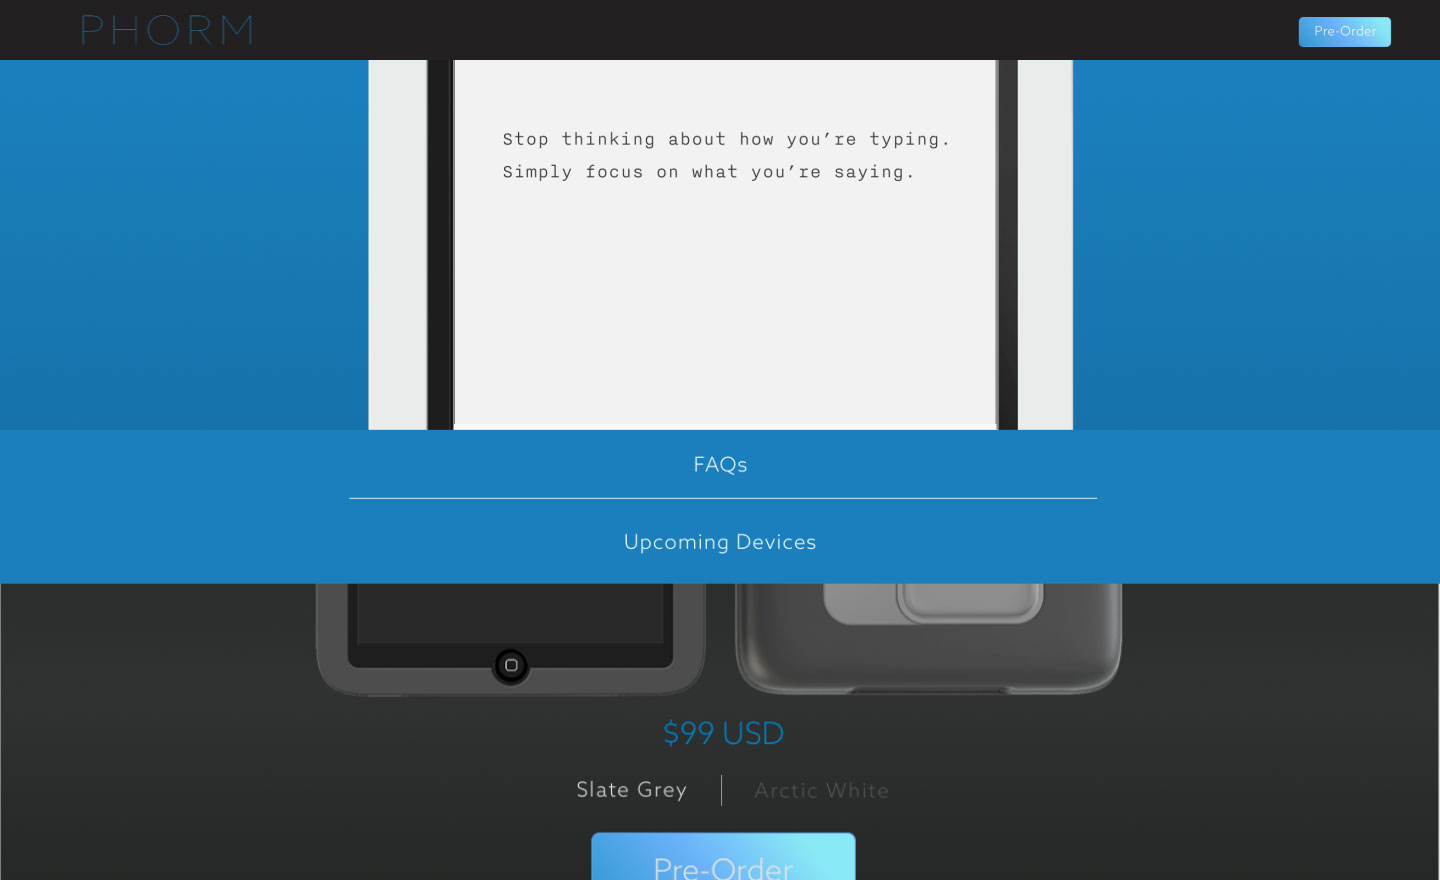 PHORM
Pre-Order
Stop thinking about how you’re typing.
Simply focus on what you’re saying.
FAQs
Upcoming Devices
$99 USD
Slate Grey
Arctic White
Pre-Order